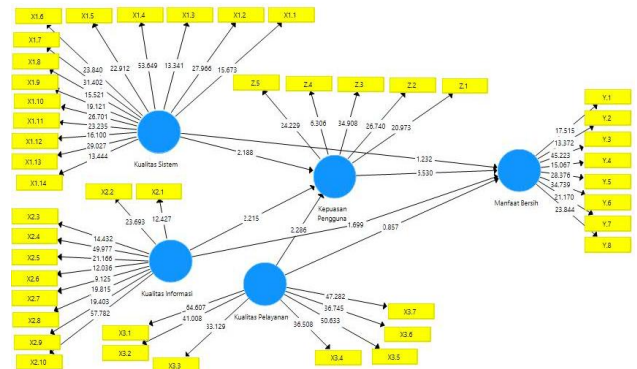 X1.6
X1.5
X1.4
X1.3
X1.2
X1.1
X1.7
X1.8
X1.9
X1.10
X1.11
X1.12
X1.13
X1.14
23.840
22.912
53.649
13.341
27.966
15.673
31.402
15.521
19.121
26.701
23.235
16.100
29.027
13.444
Kualitas Sistem
Z.5
Z.4
Z.3
Z.2
Z.1
24.229
6.306
34.908
26.740
20.973
2.188
1.232
Kepuasan
Pengguna
5.530
Manfaat Bersih
Y.1
Y.2
Y.3
Y.4
Y.5
Y.6
Y.7
Y.8
17.515
13.372
45.223
15.067
28.376
34.739
21.170
23.844
X2.2
X2.1
23.693
12.427
X2.3
X2.4
X2.5
X2.6
X2.7
X2.8
X2.9
X2.10
14.432
49.977
21.166
12.036
9.125
19.815
19.403
57.782
Kualitas Informasi
2.215
1.699
2.286
0.857
Kualitas Pelayanan
64.607
41.008
33.129
36.508
50.633
36.745
47.282
X3.1
X3.2
X3.3
X3.4
X3.5
X3.6
X3.7